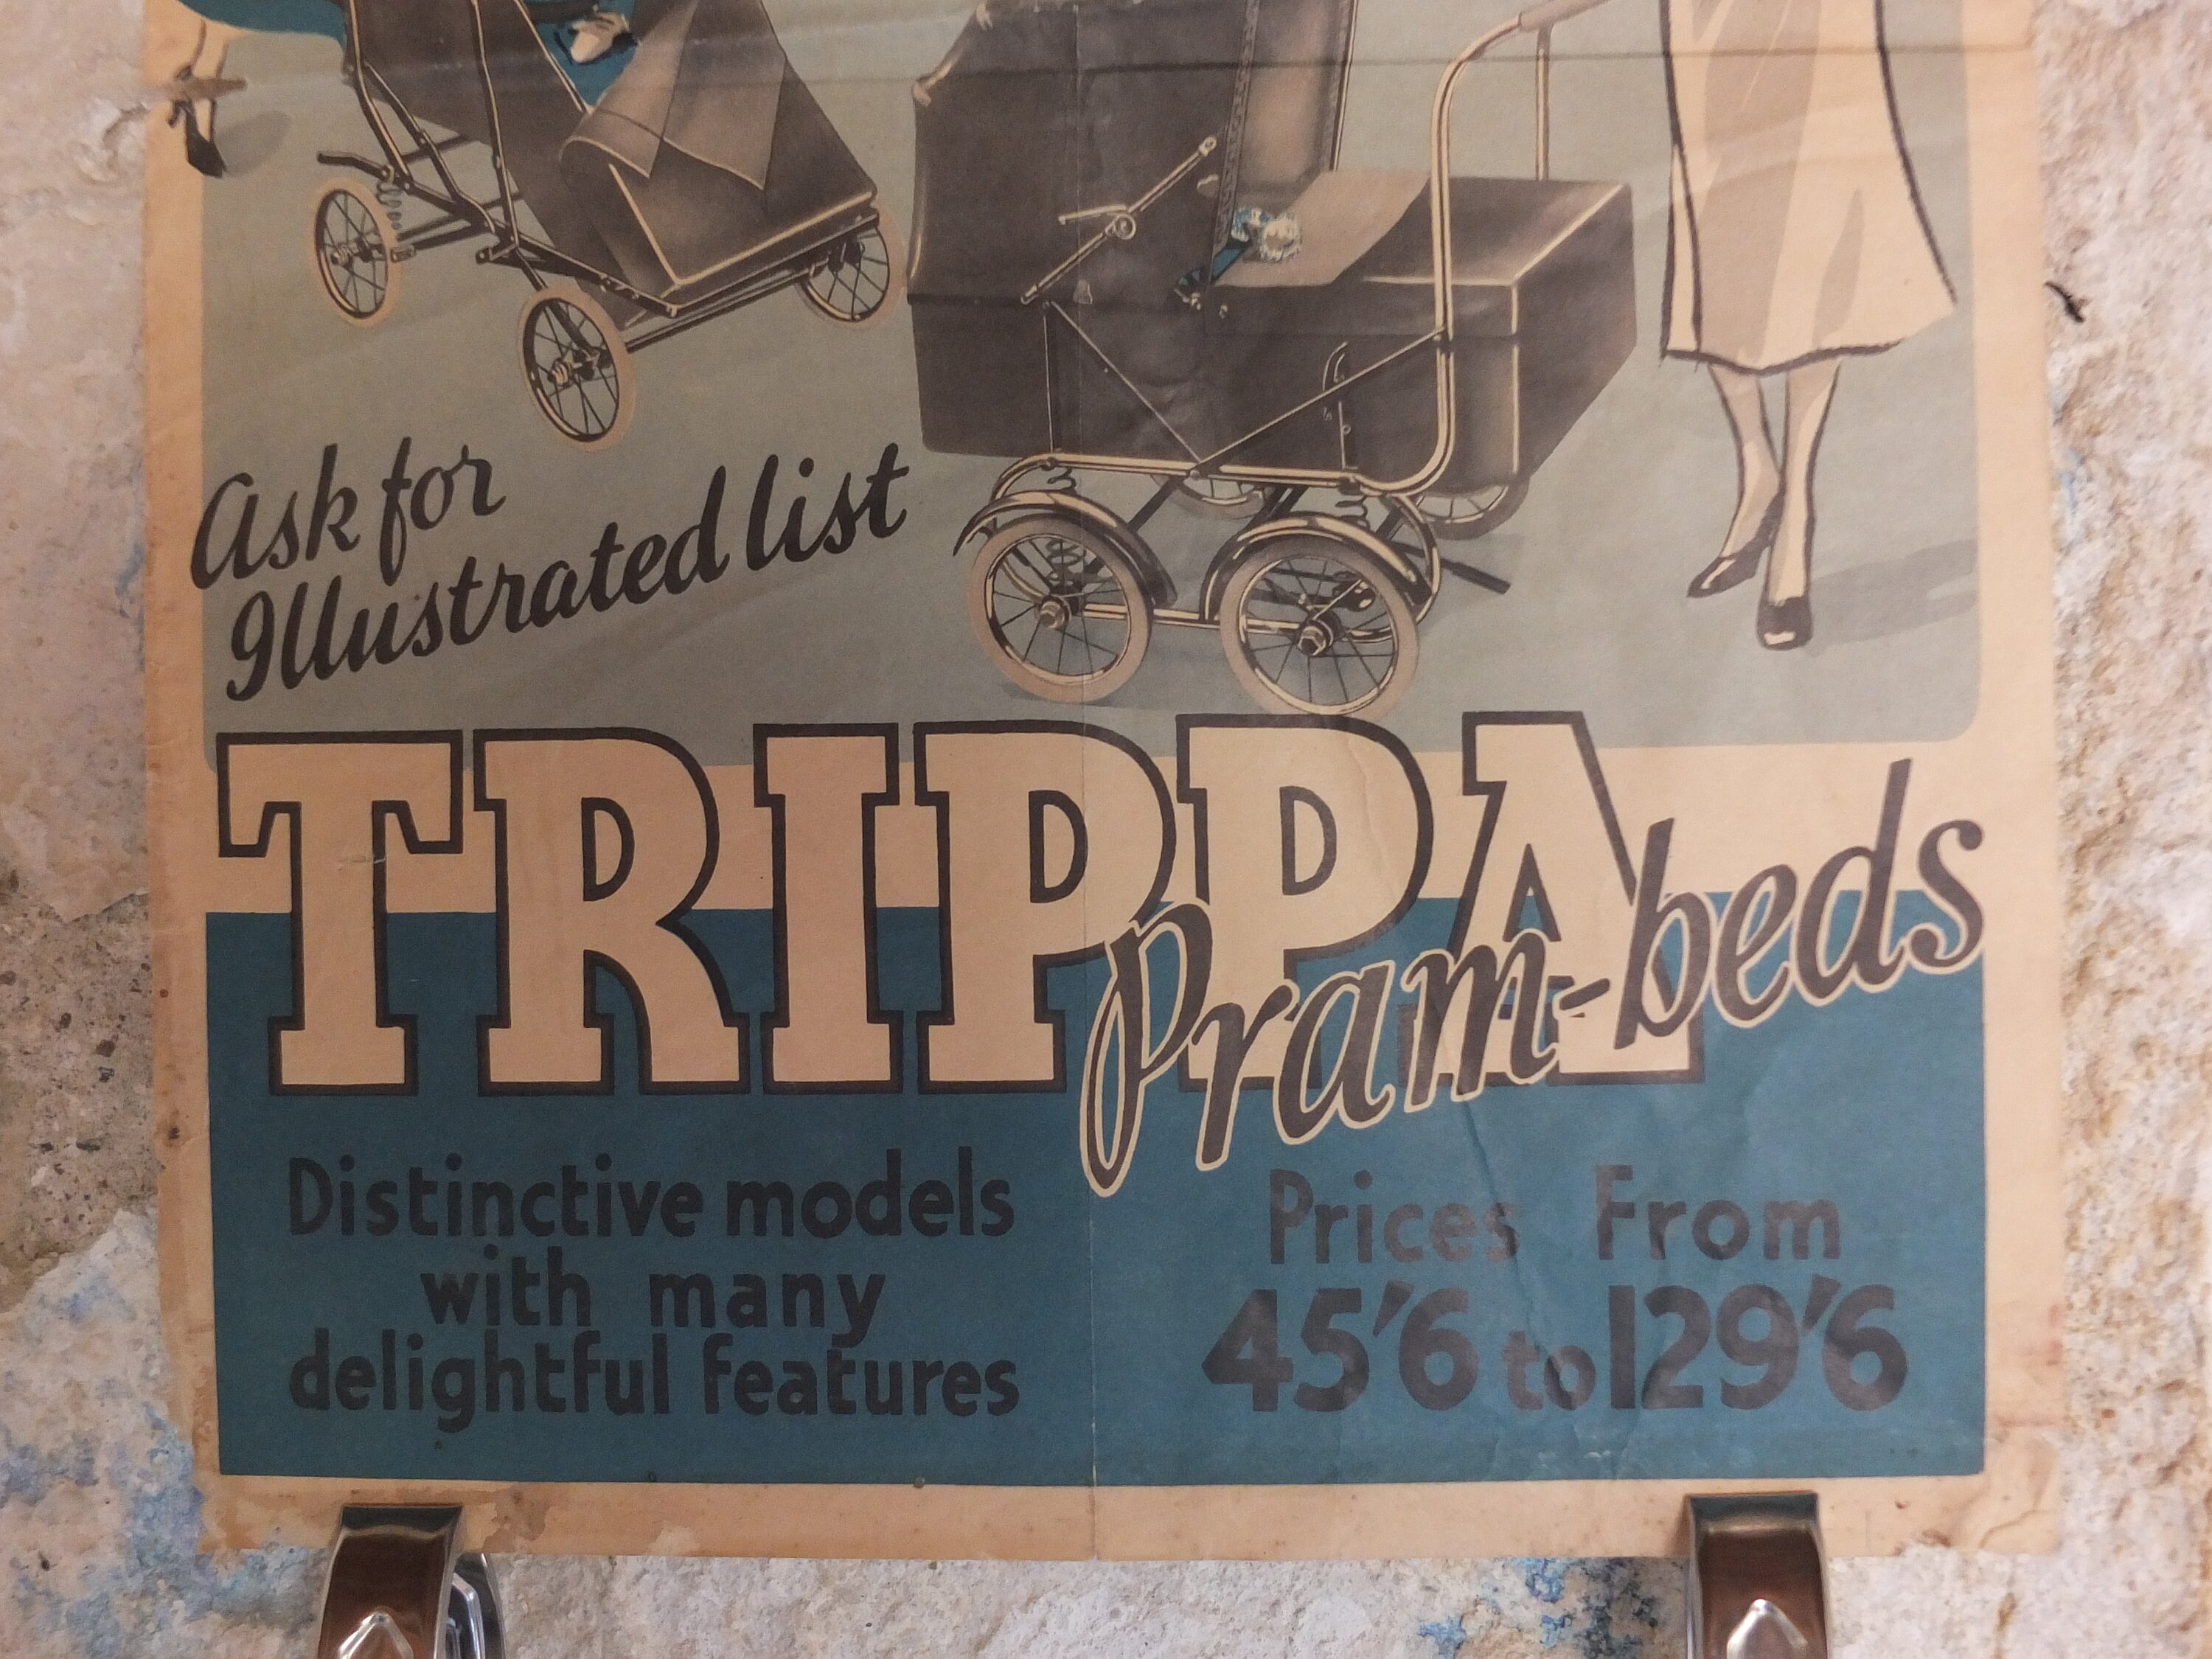 Ask for
Illustrated list
TRIPPA
Pram-beds
Distinctive models
with many
delightful features
Prices From
45'6 to 129'6